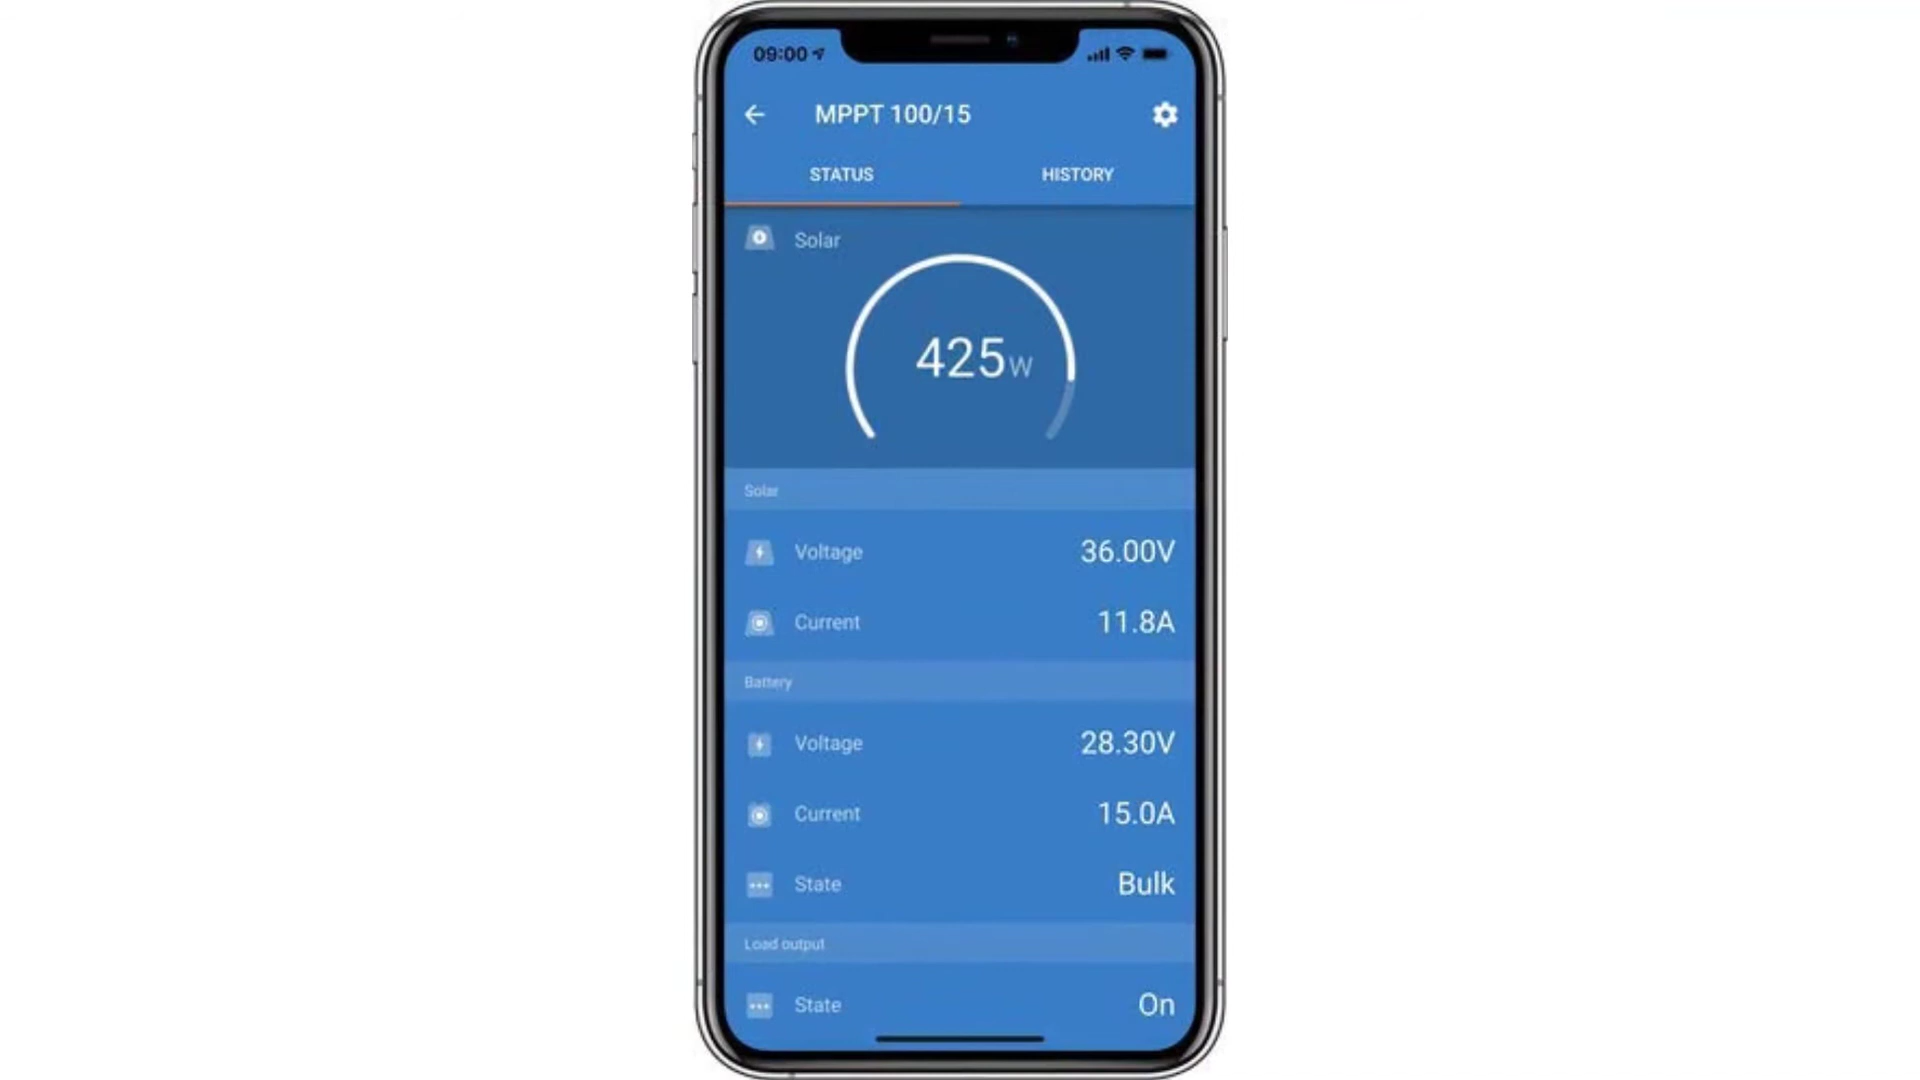 09:00
MPPT 100/15
STATUS HISTORY
Solar
425W
Solar
Voltage 36.00V
Current 11.8A
Battery
Voltage 28.30V
Current 15.0A
State Bulk
Load output
State On